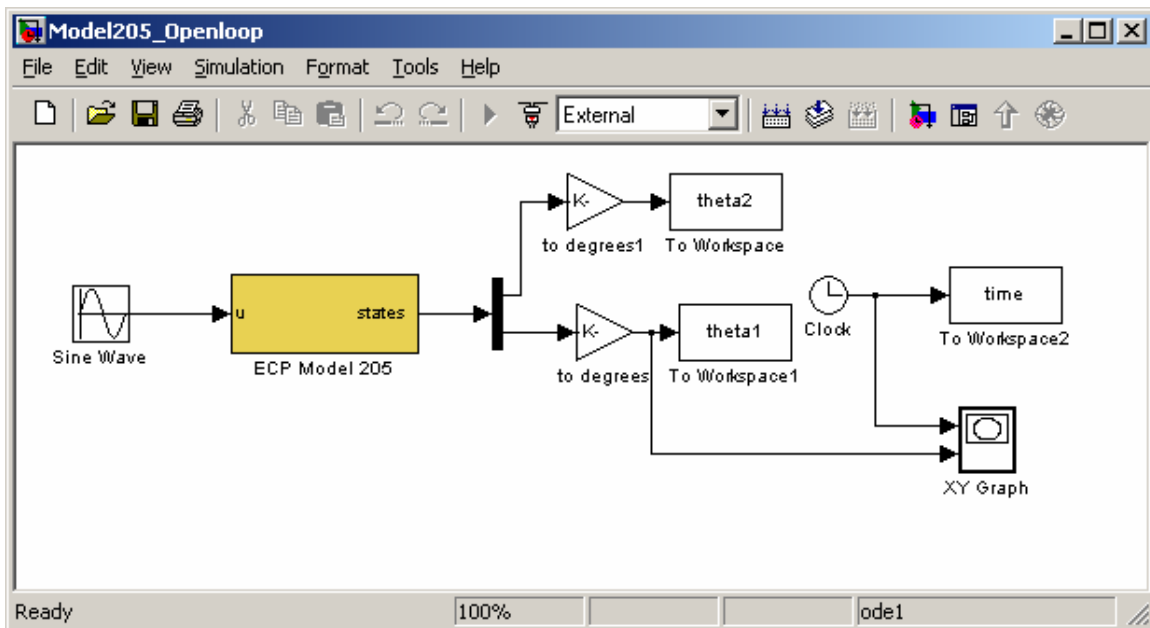 Model205_Openloop
File Edit View Simulation Format Tools Help
External
K-
to degrees1
theta2
To Workspace
Sine Wave
u
states
ECP Model 205
K-
to degrees
theta1
To Workspace1
Clock
time
To Workspace2
XY Graph
Ready
100%
ode1